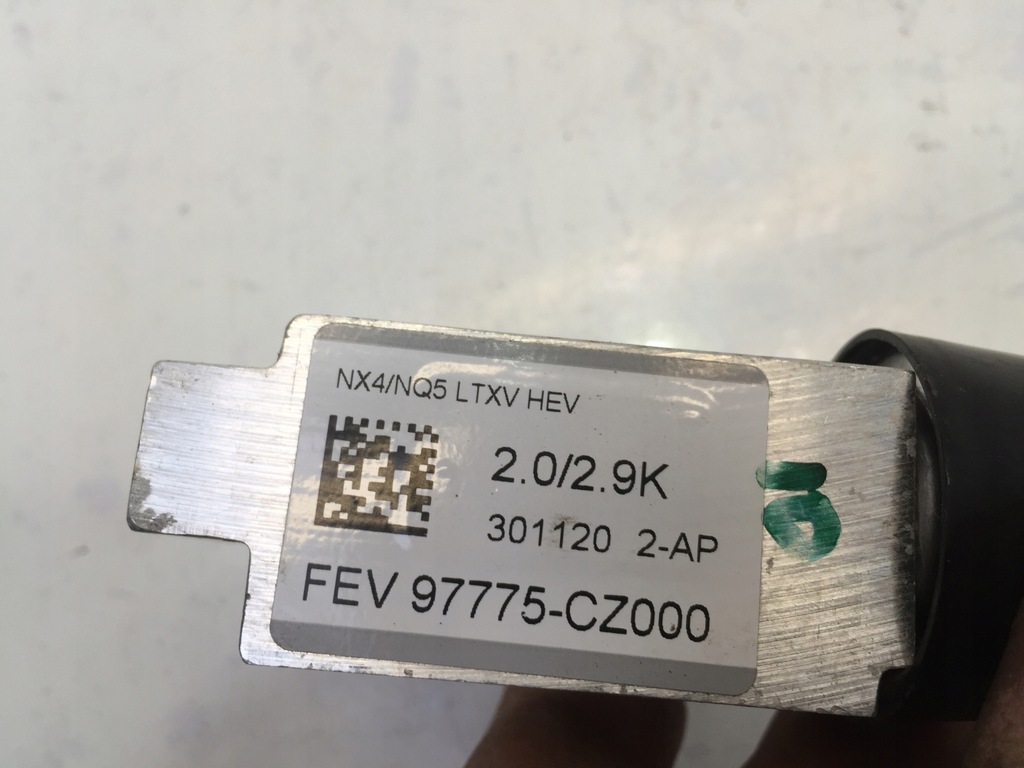 NX4/NQ5 LTXV HEV
2.0/2.9K
301120 2-AP
FEV 97775-CZ000